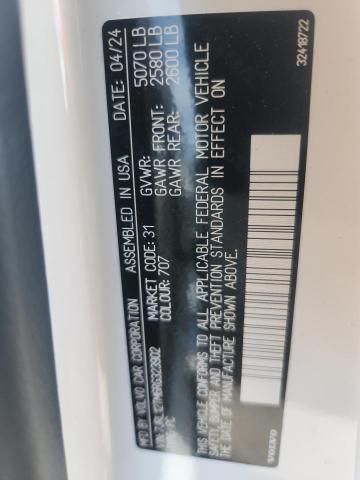 MFD BY VOLVO CAR CORPORATION ASSEMBLED IN USA DATE: 04/24
MARKET CODE: 31 GVWR: 5070 LB
COLOUR: 707 GAWR FRONT: 2580 LB
GAWR REAR: 2600 LB
THIS VEHICLE CONFORMS TO ALL APPLICABLE FEDERAL MOTOR VEHICLE
SAFETY, BUMPER AND THEFT PREVENTION STANDARDS IN EFFECT ON
THE DATE OF MANUFACTURE SHOWN ABOVE.
VOLVO
32418722